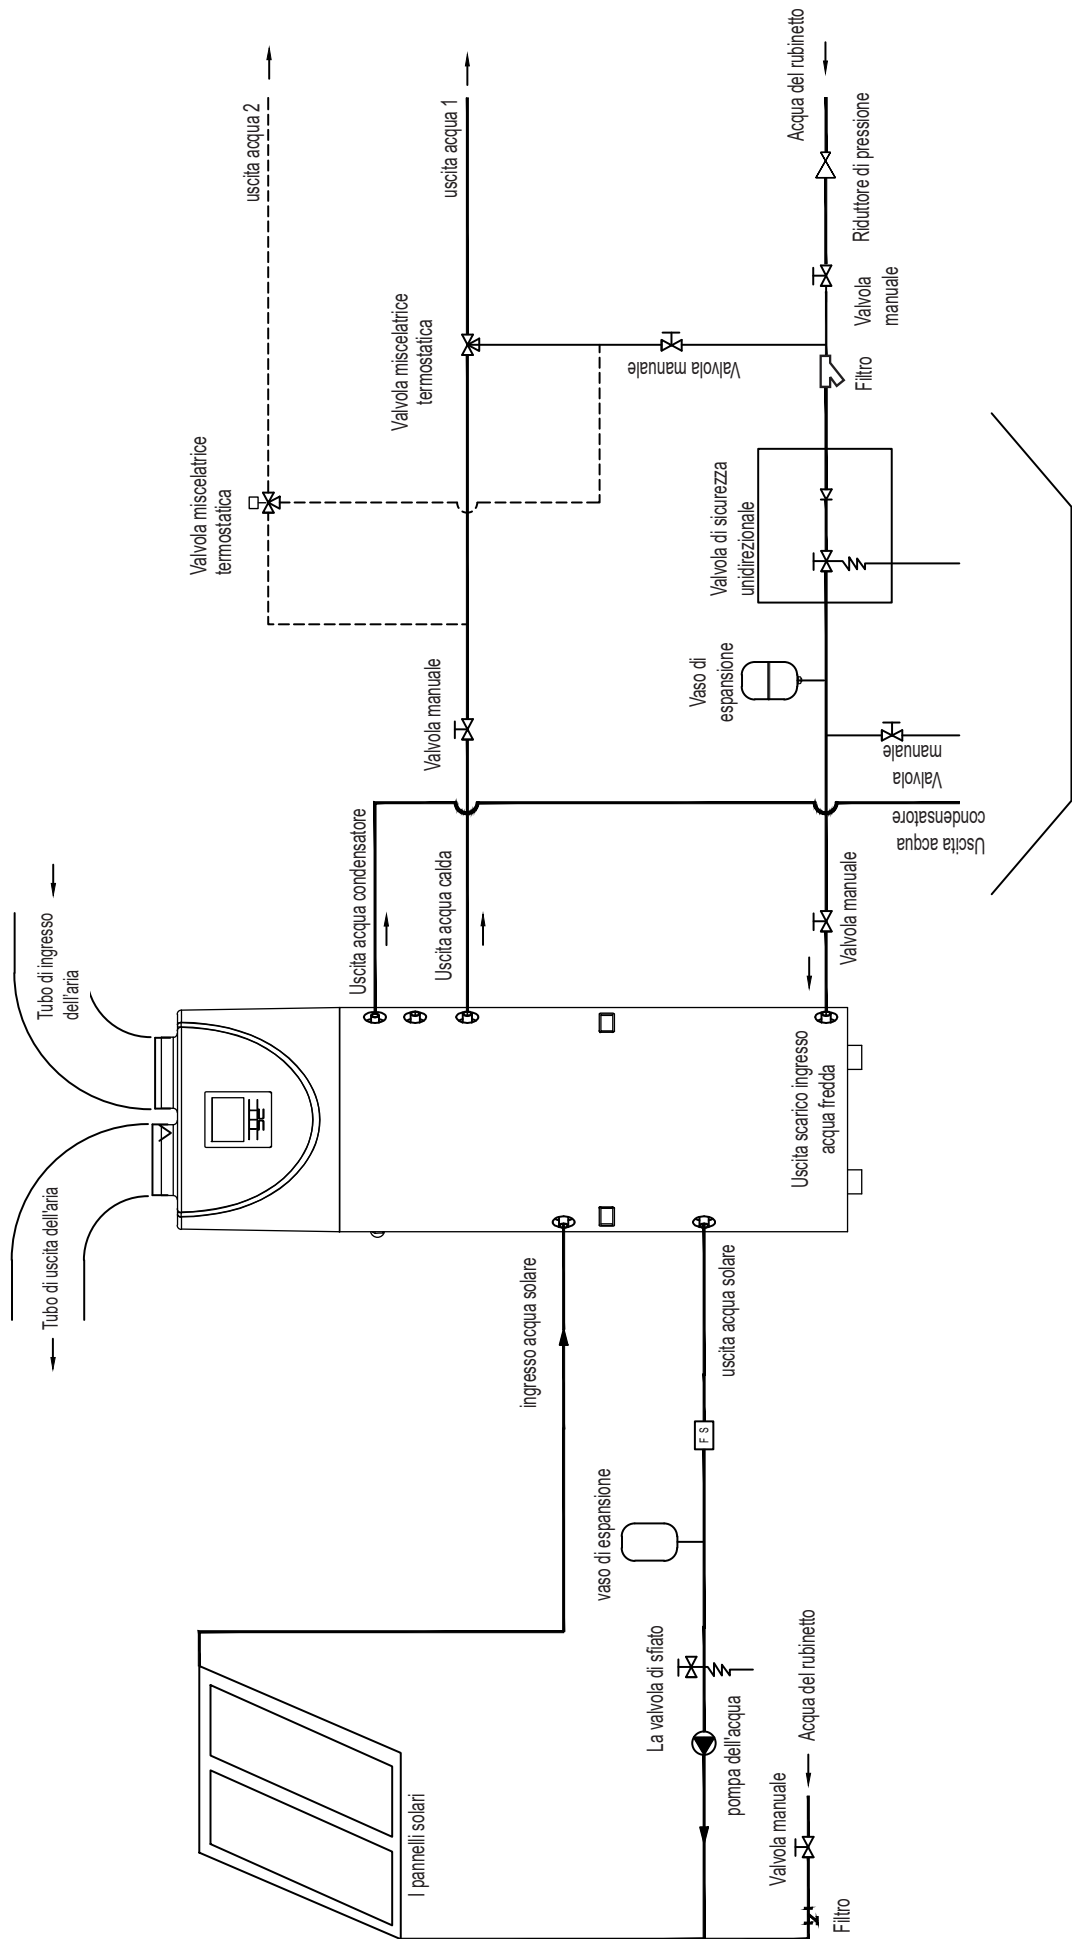 Tubo di uscita dell'aria
Tubo di ingresso
dell'aria
I pannelli solari
ingresso acqua solare
uscita acqua solare
F S
vaso di espansione
La valvola di sfiato
pompa dell'acqua
Acqua del rubinetto
Valvola manuale
Filtro
Uscita scarico ingresso
acqua fredda
Uscita acqua condensatore
Uscita acqua calda
Valvola manuale
Valvola manuale
Uscita acqua
condensatore
Valvola
manuale
Vaso di
espansione
Valvola di sicurezza
unidirezionale
Valvola miscelatrice
termostatica
Valvola miscelatrice
termostatica
Valvola manuale
Filtro
Valvola
manuale
Riduttore di pressione
Acqua del rubinetto
uscita acqua 2
uscita acqua 1